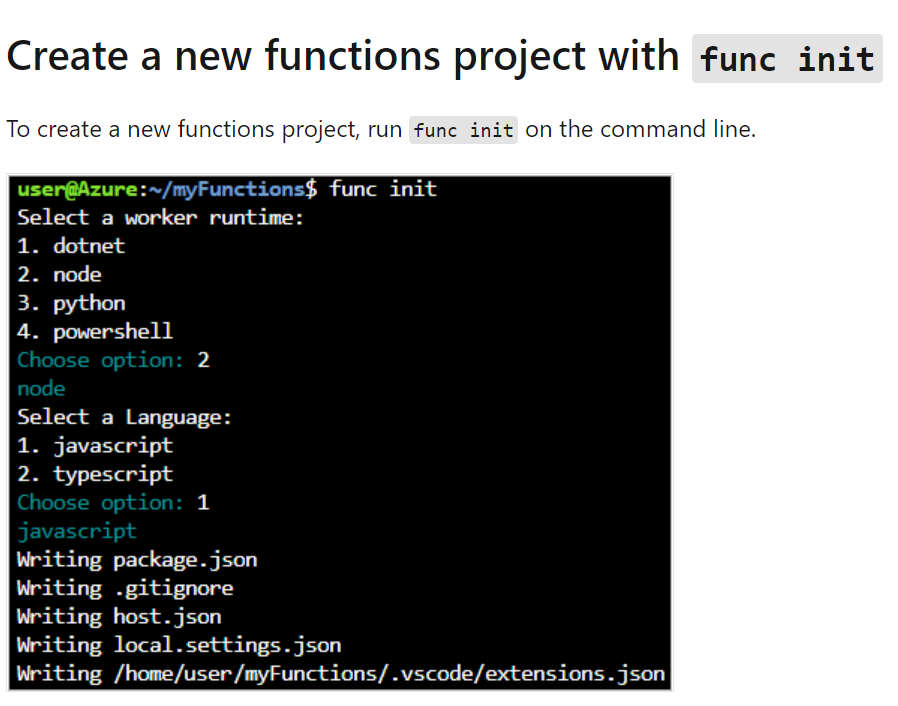 Create a new functions project with func init
To create a new functions project, run func init on the command line.
user@Azure:~/myFunctions$ func init
Select a worker runtime:
1. dotnet
2. node
3. python
4. powershell
Choose option: 2
node
Select a Language:
1. javascript
2. typescript
Choose option: 1
javascript
Writing package.json
Writing .gitignore
Writing host.json
Writing local.settings.json
Writing /home/user/myFunctions/.vscode/extensions.json